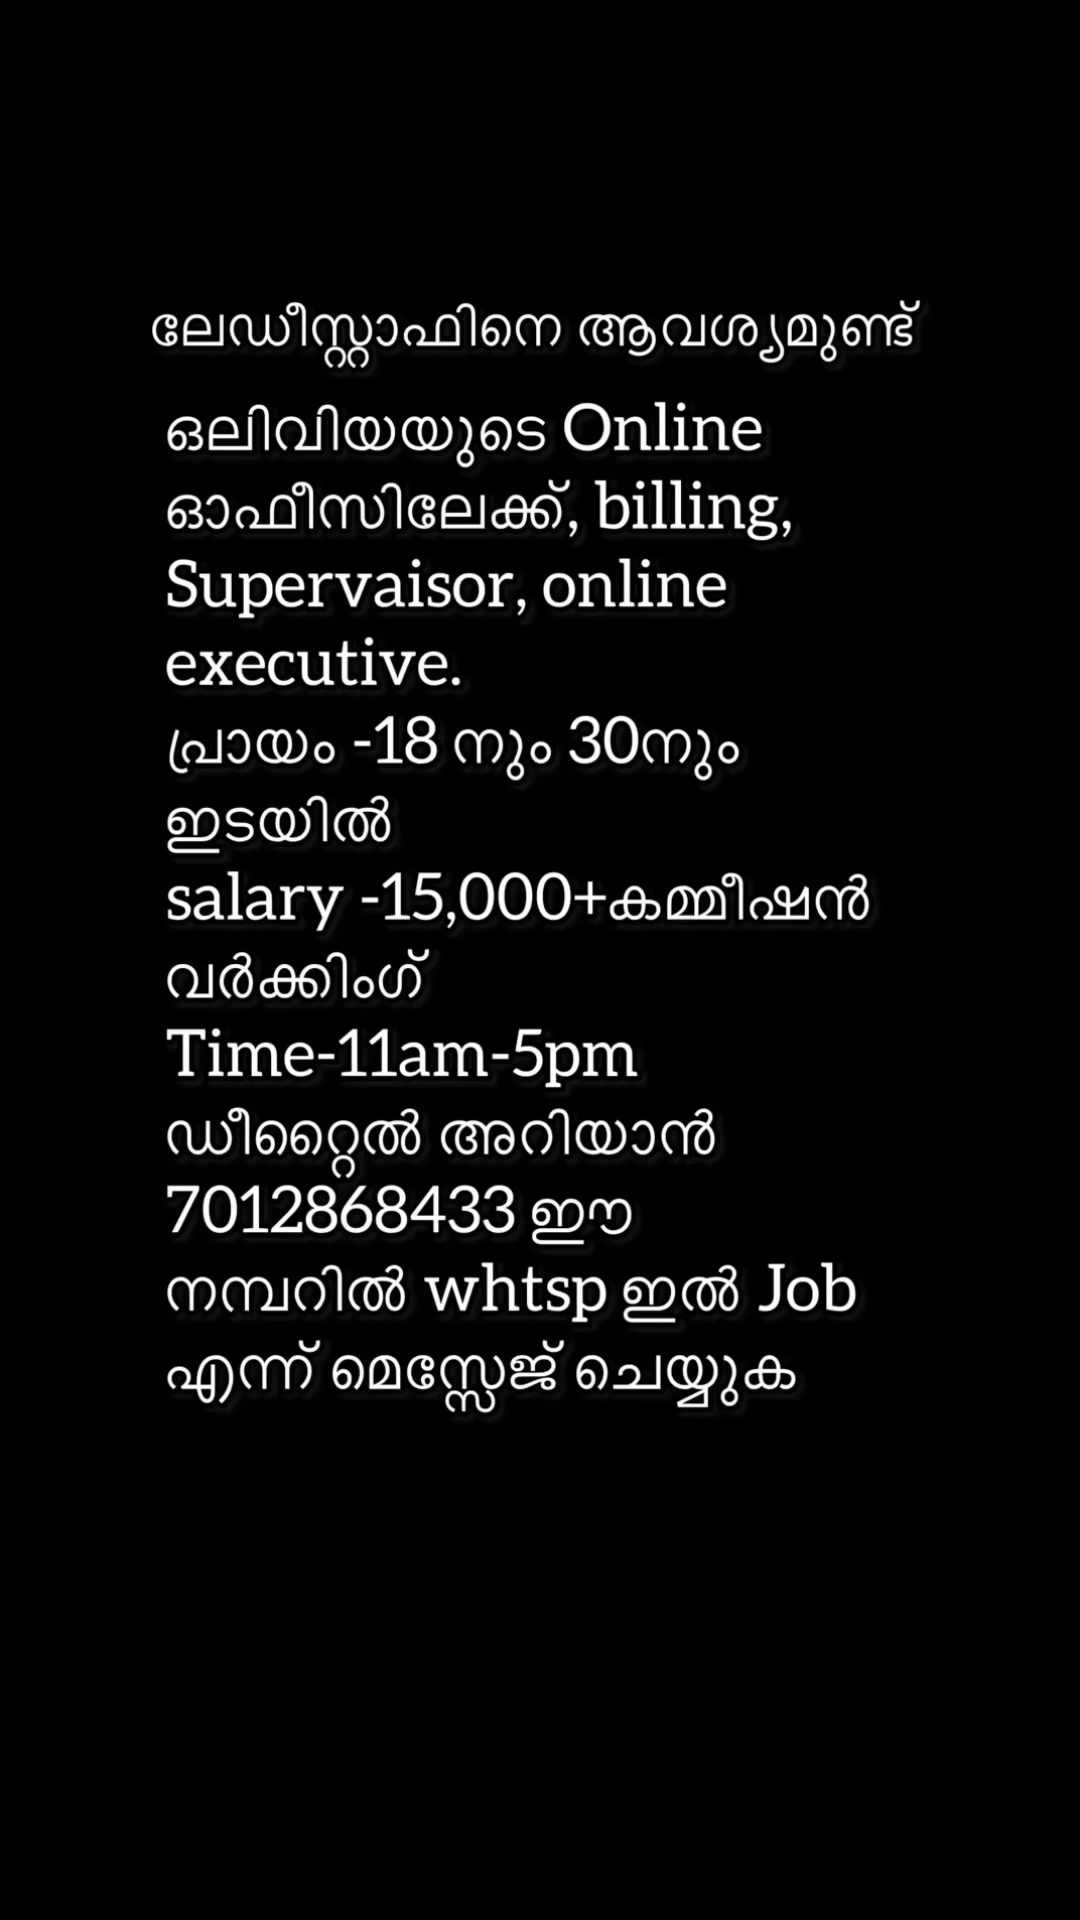 ലേഡീസ്റ്റാഫിനെ ആവശ്യമുണ്ട്
ഒലിവിയയുടെ Online
ഓഫീസിലേക്ക്, billing,
Supervaisor, online
executive.
പ്രായം -18 നും 30നും
ഇടയിൽ
salary -15,000+കമ്മീഷൻ
വർക്കിംഗ്
Time-11am-5pm
ഡീറ്റൈൽ അറിയാൻ
7012868433 ഈ
നമ്പറിൽ whtsp ഇൽ Job
എന്ന് മെസ്സേജ് ചെയ്യുക